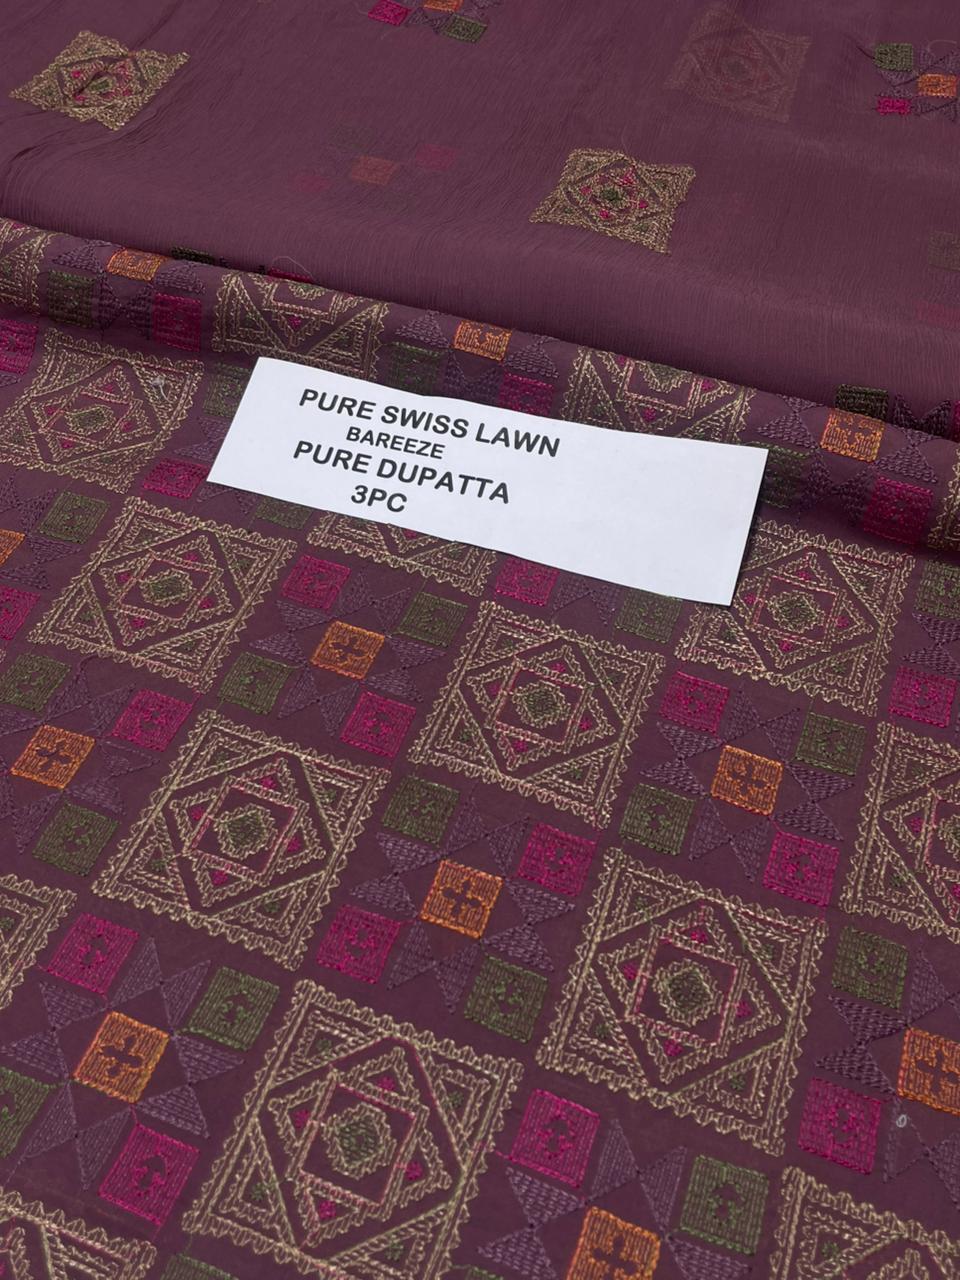 PURE SWISS LAWN
BAREEZE
PURE DUPATTA
3PC